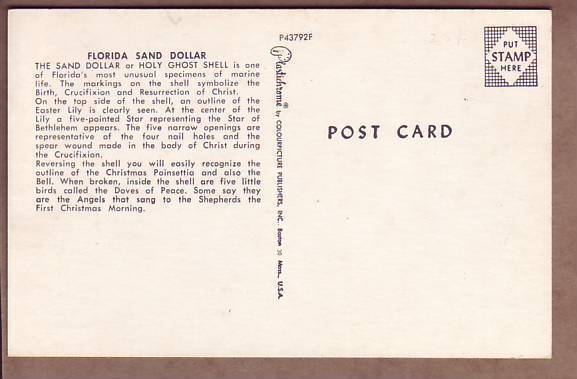 FLORIDA SAND DOLLAR
THE SAND DOLLAR or HOLY GHOST SHELL is one
of Florida's most unusual specimens of marine
life. The markings on the shell symbolize the
Birth, Crucifixion and Resurrection of Christ.
On the top side of the shell, an outline of the
Easter Lily is clearly seen. At the center of the
Lily a five-pointed Star representing the Star of
Bethlehem appears. The five narrow openings are
representative of the four nail holes and the
spear wound made in the body of Christ during
the Crucifixion.
Reversing the shell you will easily recognize the
outline of the Christmas Poinsettia and also the
Bell. When broken, inside the shell are five little
birds called the Doves of Peace. Some say they
are the Angels that sang to the Shepherds the
First Christmas Morning.
P43792F
Plastichrome ® by COLOURPICTURE PUBLISHERS, INC. Boston 30 Mass., U.S.A.
POST CARD
PUT
STAMP
HERE